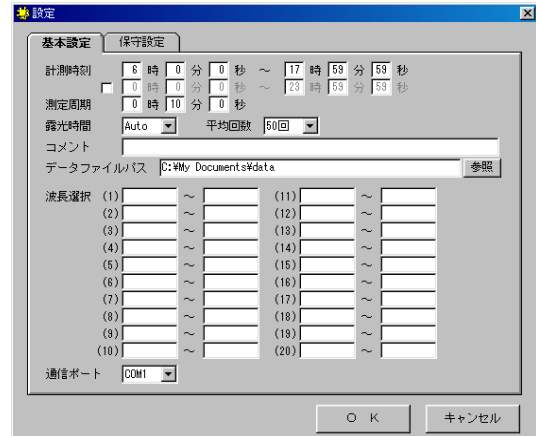 設定
基本設定 保守設定
計測時刻 6 時 0 分 0 秒 ～ 17 時 59 分 59 秒
0 時 0 分 0 秒 ～ 23 時 59 分 59 秒
測定周期 0 時 10 分 0 秒
露光時間 Auto 平均回数 50回
コメント
データファイルパス C:¥My Documents¥data 参照
波長選択 (1) ～ (11) ～
(2) ～ (12) ～
(3) ～ (13) ～
(4) ～ (14) ～
(5) ～ (15) ～
(6) ～ (16) ～
(7) ～ (17) ～
(8) ～ (18) ～
(9) ～ (19) ～
(10) ～ (20) ～
通信ポート COM1
ＯＫ キャンセル